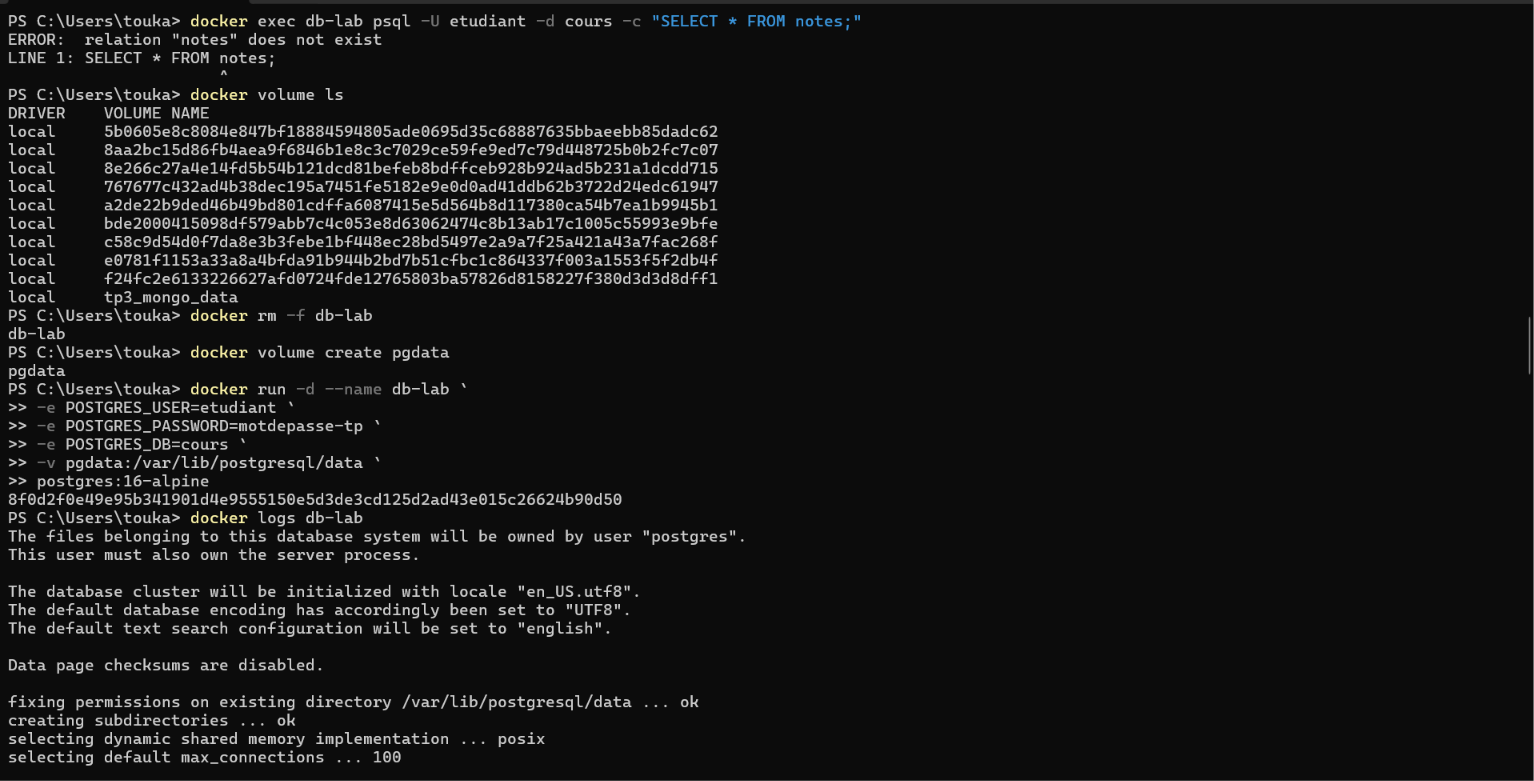 PS C:\Users\touka> docker exec db-lab psql -U etudiant -d cours -c "SELECT * FROM notes;"
ERROR:  relation "notes" does not exist
LINE 1: SELECT * FROM notes;
^
PS C:\Users\touka> docker volume ls
DRIVER    VOLUME NAME
local     5b0605e8c8084e847bf18884594805ade0695d35c68887635bbaeebb85dadc62
local     8aa2bc15d86fb4aea9f6846b1e8c3c7029ce59fe9ed7c79d448725b0b2fc7c07
local     8e266c27a4e14fd5b54b121dcd81befeb8bdffceb928b924ad5b231a1dcdd715
local     767677c432ad4b38dec195a7451fe5182e9e0d0ad41ddb62b3722d24edc61947
local     a2de22b9ded46b49bd801cdffa6087415e5d564b8d117380ca54b7ea1b9945b1
local     bde2000415098df579abb7c4c053e8d63062474c8b13ab17c1005c55993e9bfe
local     c58c9d54d0f7da8e3b3febe1bf448ec28bd5497e2a9a7f25a421a43a7fac268f
local     e0781f1153a33a8a4bfda91b944b2bd7b51cfbc1c864337f003a1553f5f2db4f
local     f24fc2e6133226627afd0724fde12765803ba57826d8158227f380d3d3d8dff1
local     tp3_mongo_data
PS C:\Users\touka> docker rm -f db-lab
db-lab
PS C:\Users\touka> docker volume create pgdata
pgdata
PS C:\Users\touka> docker run -d --name db-lab `
>> -e POSTGRES_USER=etudiant `
>> -e POSTGRES_PASSWORD=motdepasse-tp `
>> -e POSTGRES_DB=cours `
>> -v pgdata:/var/lib/postgresql/data `
>> postgres:16-alpine
8f0d2f0e49e95b341901d4e9555150e5d3de3cd125d2ad43e015c26624b90d50
PS C:\Users\touka> docker logs db-lab
The files belonging to this database system will be owned by user "postgres".
This user must also own the server process.

The database cluster will be initialized with locale "en_US.utf8".
The default database encoding has accordingly been set to "UTF8".
The default text search configuration will be set to "english".

Data page checksums are disabled.

fixing permissions on existing directory /var/lib/postgresql/data ... ok
creating subdirectories ... ok
selecting dynamic shared memory implementation ... posix
selecting default max_connections ... 100